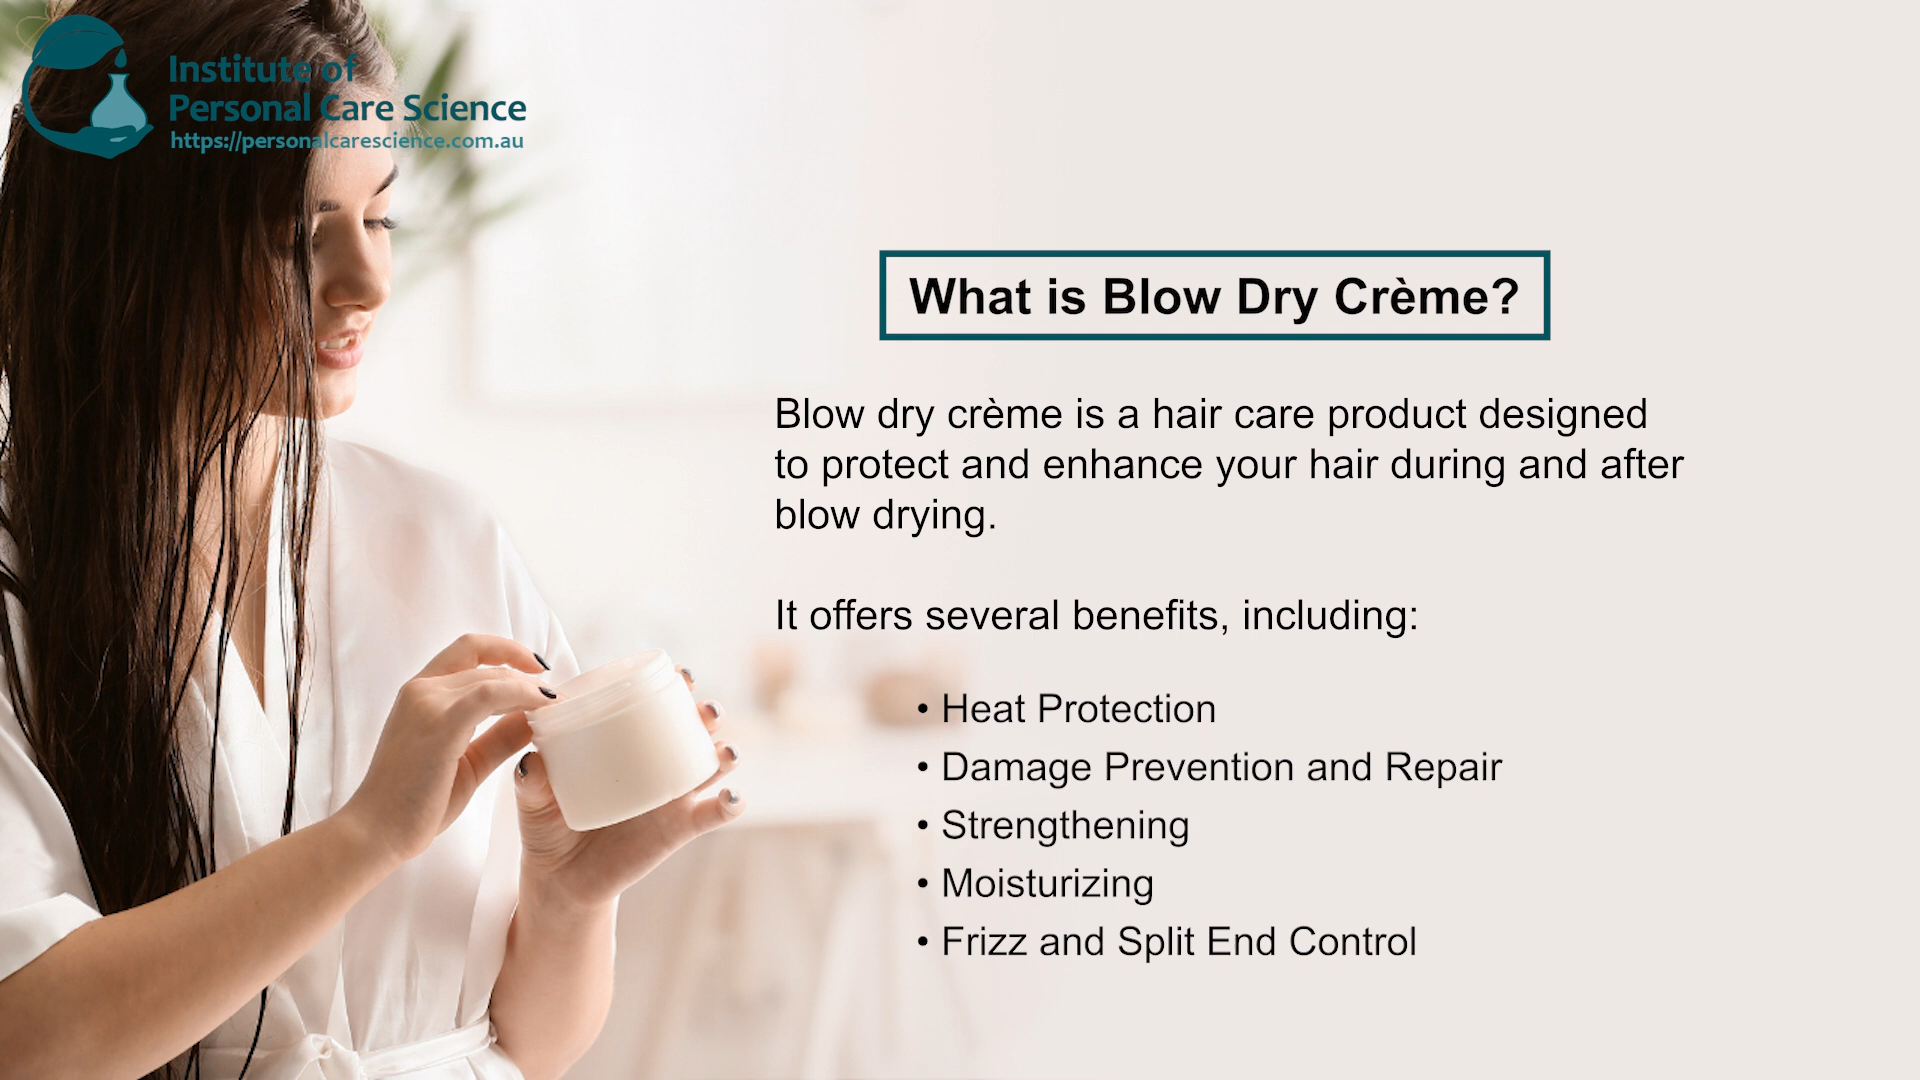 Institute of
Personal Care Science
https://personalcarescience.com.au
What is Blow Dry Crème?
Blow dry crème is a hair care product designed
to protect and enhance your hair during and after
blow drying.
It offers several benefits, including:
• Heat Protection
• Damage Prevention and Repair
• Strengthening
• Moisturizing
• Frizz and Split End Control